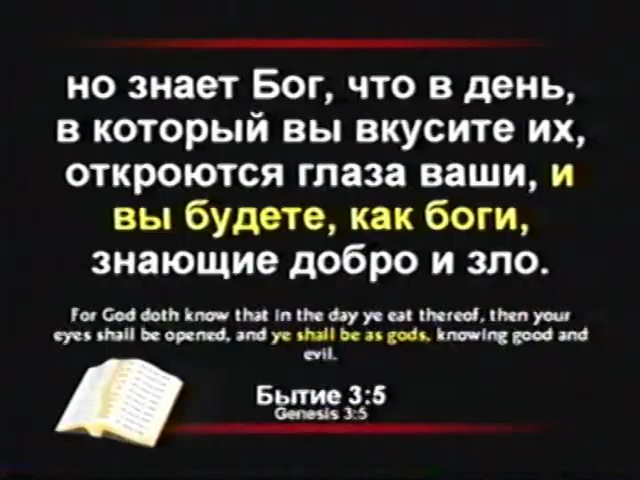 но знает Бог, что в день,
в который вы вкусите их,
откроются глаза ваши, и
вы будете, как боги,
знающие добро и зло.
For God doth know that in the day ye eat thereof, then your
eyes shall be opened, and ye shall be as gods, knowing good and
evil.
Бытие 3:5
Genesis 3:5